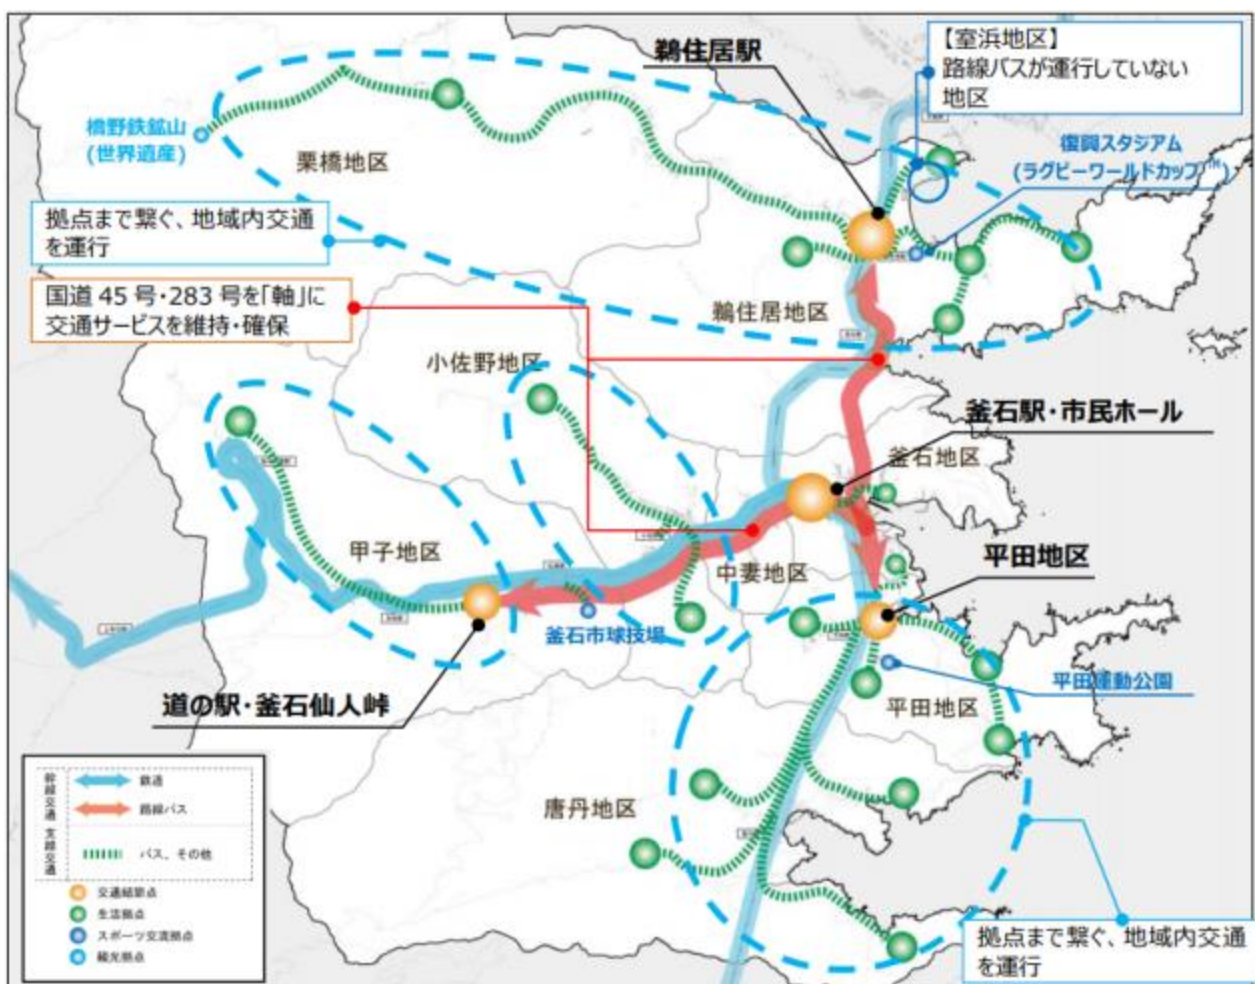 鵜住居駅
【室浜地区】
路線バスが運行していない
地区
橋野鉄鉱山
(世界遺産)
栗橋地区
復興スタジアム
(ラグビーワールドカップ™)
拠点まで繋ぐ、地域内交通
を運行
国道 45 号・283 号を「軸」に
交通サービスを維持・確保
鵜住居地区
小佐野地区
釜石駅・市民ホール
釜石地区
甲子地区
中妻地区
平田地区
釜石市球技場
道の駅・釜石仙人峠
平田運動公園
平田地区
唐丹地区
幹線交通
鉄道
路線バス
支線交通
バス、その他
交通結節点
生活拠点
スポーツ交流拠点
観光拠点
拠点まで繋ぐ、地域内交通
を運行